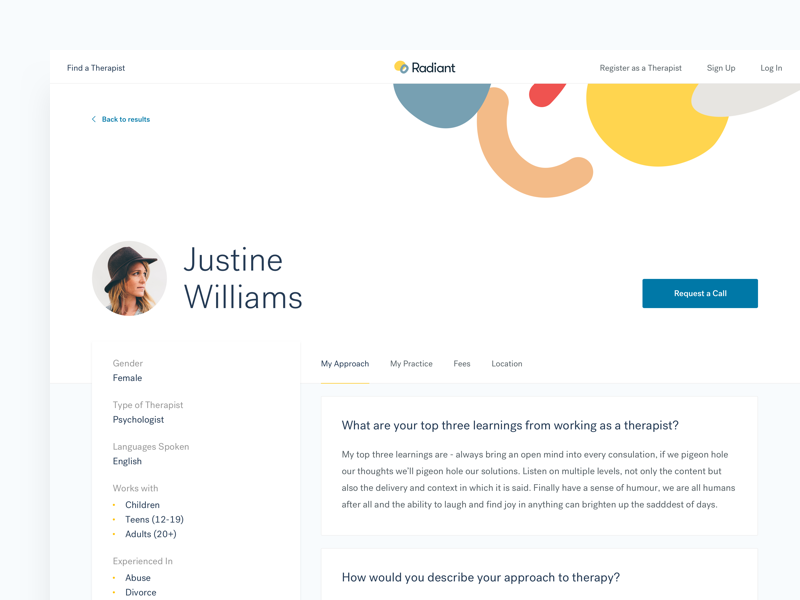 Find a Therapist
Radiant
Register as a Therapist
Sign Up
Log In
Back to results
Justine
Williams
Request a Call
Gender
Female
Type of Therapist
Psychologist
Languages Spoken
English
Works with
Children
Teens (12-19)
Adults (20+)
Experienced In
Abuse
Divorce
My Approach
My Practice
Fees
Location
What are your top three learnings from working as a therapist?
My top three learnings are - always bring an open mind into every consulation, if we pigeon hole
our thoughts we'll pigeon hole our solutions. Listen on multiple levels, not only the content but
also the delivery and context in which it is said. Finally have a sense of humour, we are all humans
after all and the ability to laugh and find joy in anything can brighten up the sadddest of days.
How would you describe your approach to therapy?